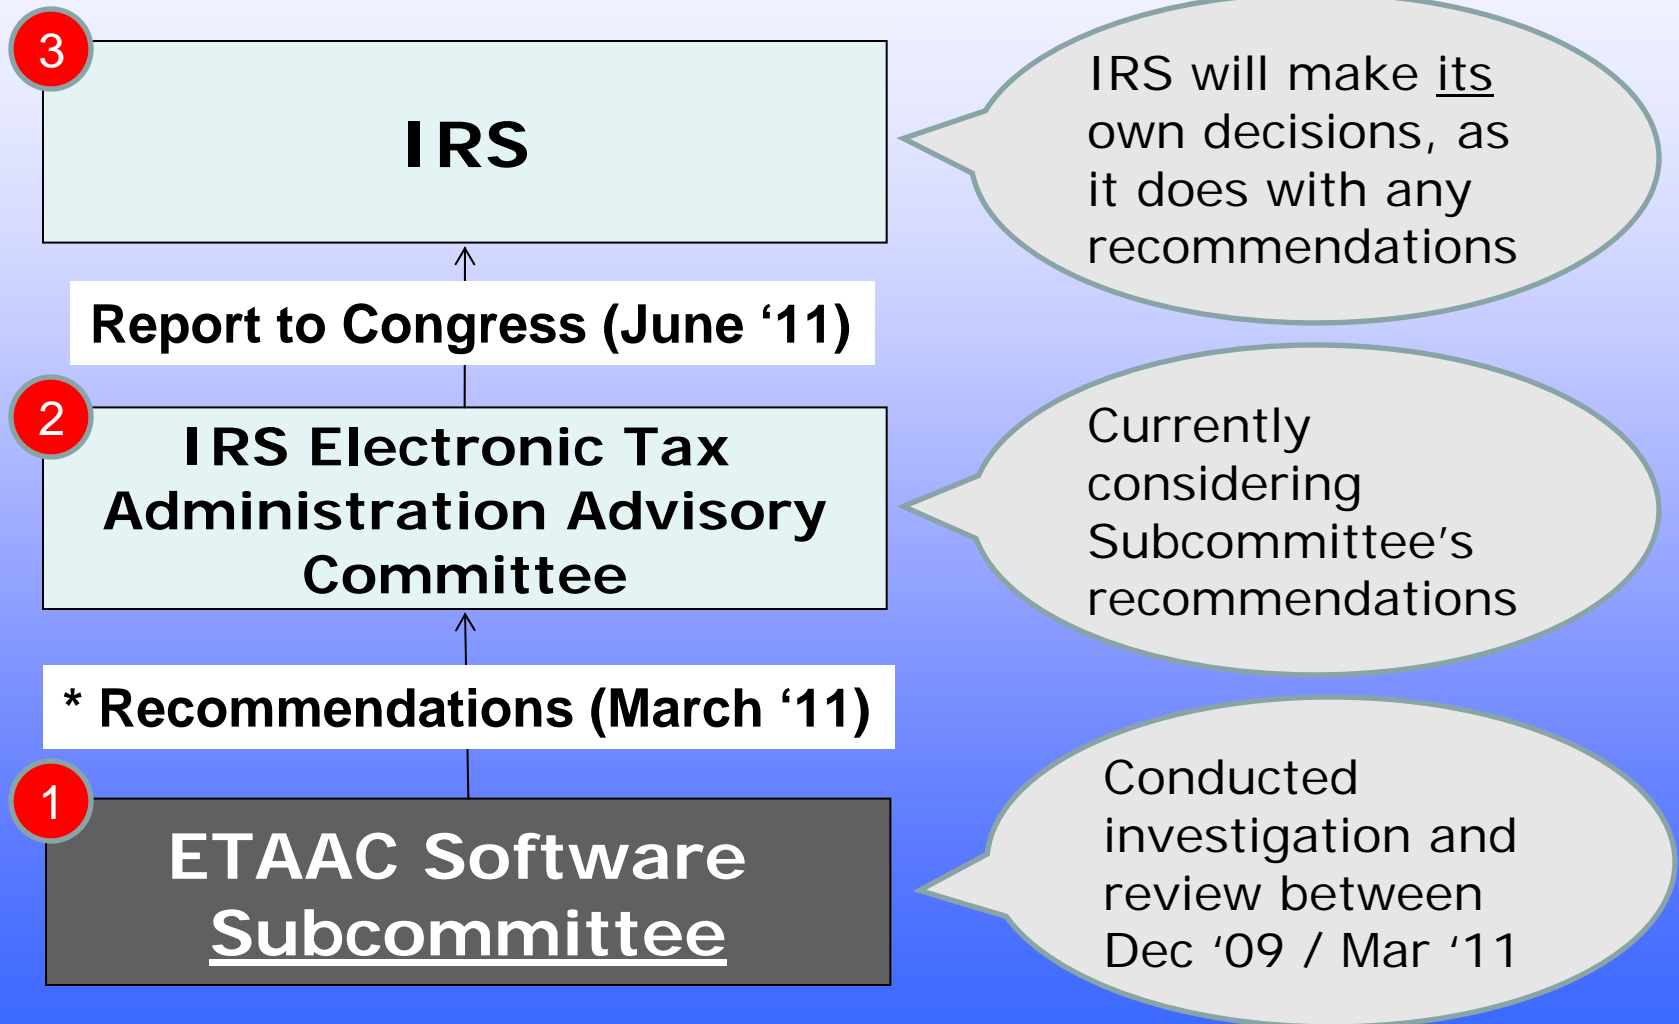 3
IRS
IRS will make its
own decisions, as
it does with any
recommendations
Report to Congress (June ‘11)
2
IRS Electronic Tax
Administration Advisory
Committee
Currently
considering
Subcommittee’s
recommendations
* Recommendations (March ‘11)
1
ETAAC Software
Subcommittee
Conducted
investigation and
review between
Dec ‘09 / Mar ‘11